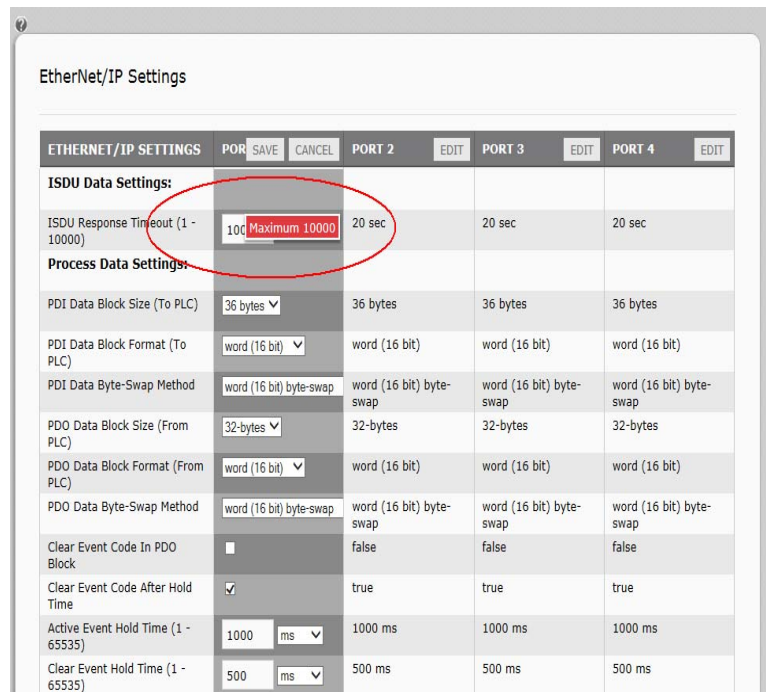 ?
EtherNet/IP Settings
ETHERNET/IP SETTINGS POR SAVE CANCEL PORT 2 EDIT PORT 3 EDIT PORT 4 EDIT
ISDU Data Settings:
ISDU Response Timeout (1 - 10000) 100 Maximum 10000 20 sec 20 sec 20 sec
Process Data Settings:
PDI Data Block Size (To PLC) 36 bytes 36 bytes 36 bytes 36 bytes
PDI Data Block Format (To PLC) word (16 bit) word (16 bit) word (16 bit) word (16 bit)
PDI Data Byte-Swap Method word (16 bit) byte-swap word (16 bit) byte-swap word (16 bit) byte-swap word (16 bit) byte-swap
PDO Data Block Size (From PLC) 32-bytes 32-bytes 32-bytes 32-bytes
PDO Data Block Format (From PLC) word (16 bit) word (16 bit) word (16 bit) word (16 bit)
PDO Data Byte-Swap Method word (16 bit) byte-swap word (16 bit) byte-swap word (16 bit) byte-swap word (16 bit) byte-swap
Clear Event Code In PDO Block false false false
Clear Event Code After Hold Time true true true
Active Event Hold Time (1 - 65535) 1000 ms 1000 ms 1000 ms 1000 ms
Clear Event Hold Time (1 - 65535) 500 ms 500 ms 500 ms 500 ms